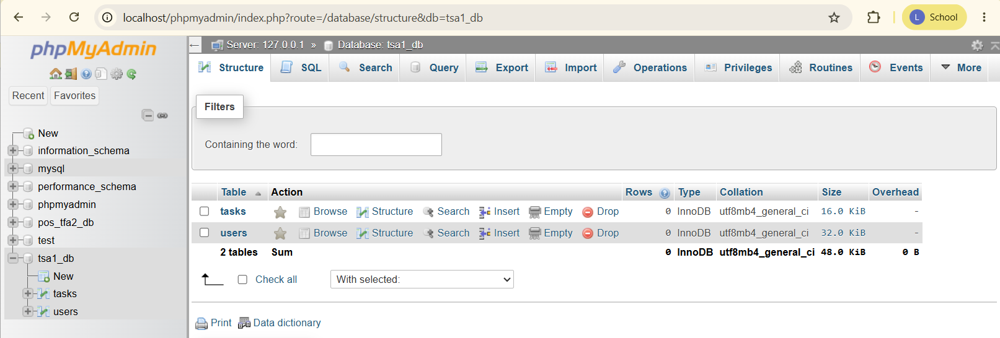 localhost/phpmyadmin/index.php?route=/database/structure&db=tsa1_db
L School
phpMyAdmin
Recent Favorites
New
information_schema
mysql
performance_schema
phpmyadmin
pos_tfa2_db
test
tsa1_db
New
tasks
users
Server: 127.0.0.1 » Database: tsa1_db
Structure SQL Search Query Export Import Operations Privileges Routines Events More
Filters
Containing the word:
Table Action Rows Type Collation Size Overhead
tasks Browse Structure Search Insert Empty Drop 0 InnoDB utf8mb4_general_ci 16.0 KiB -
users Browse Structure Search Insert Empty Drop 0 InnoDB utf8mb4_general_ci 32.0 KiB -
2 tables Sum 0 InnoDB utf8mb4_general_ci 48.0 KiB 0 B
Check all With selected:
Print Data dictionary